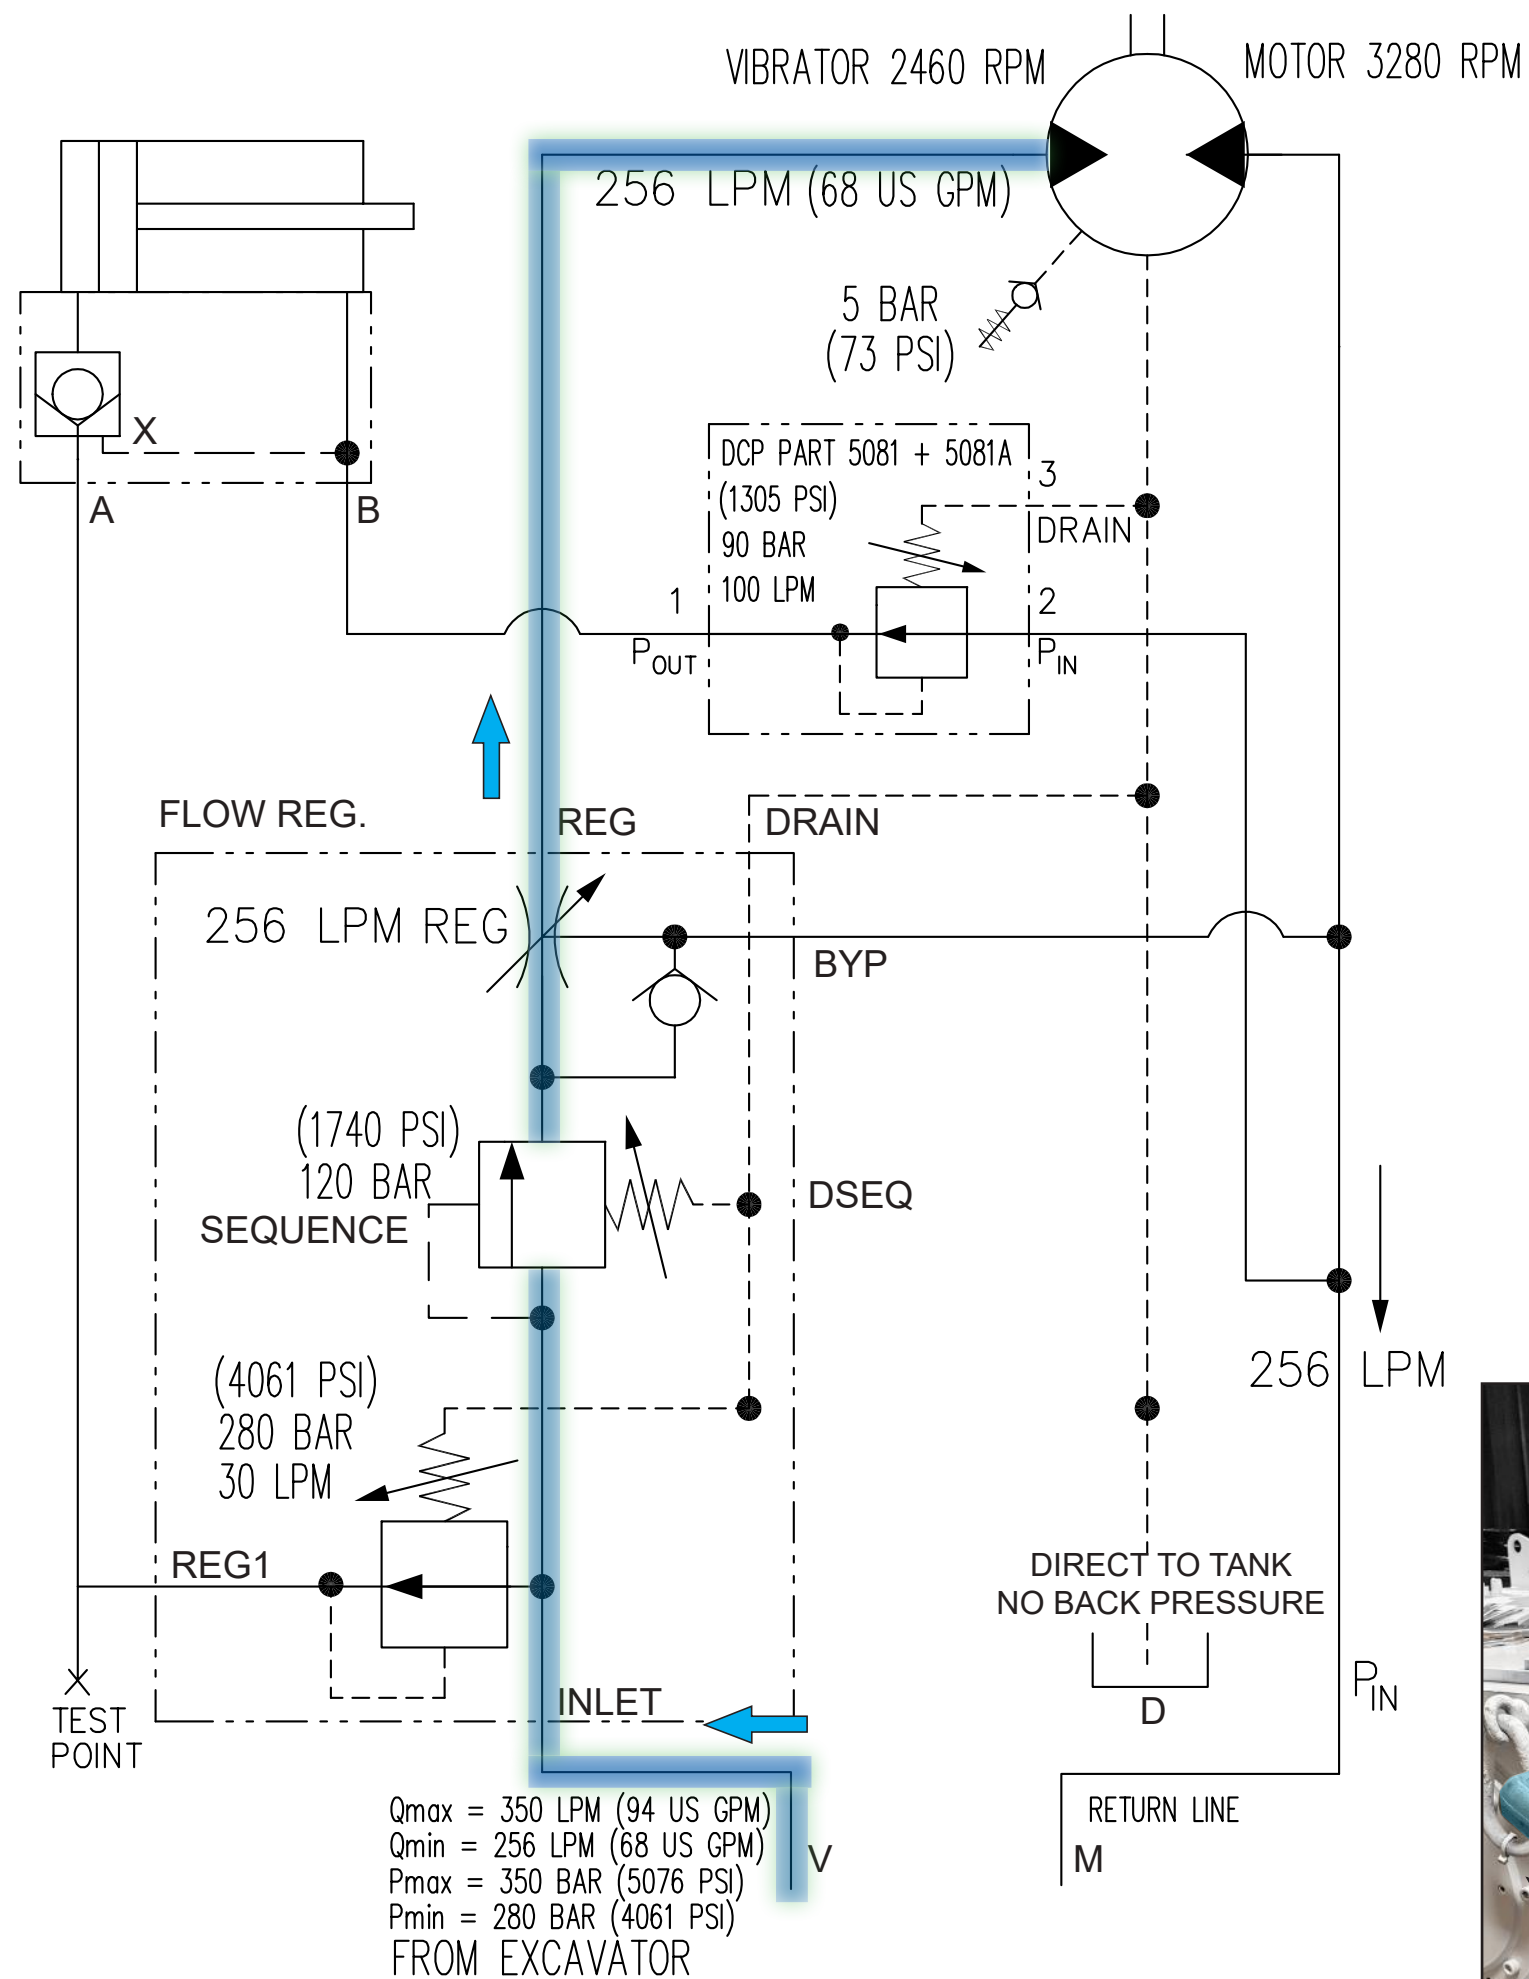 VIBRATOR 2460 RPM
MOTOR 3280 RPM
256 LPM (68 US GPM)
5 BAR
(73 PSI)
X
A
B
DCP PART 5081 + 5081A
(1305 PSI)
90 BAR
100 LPM
3
DRAIN
1
2
POUT
PIN
FLOW REG.
REG
DRAIN
256 LPM REG
BYP
(1740 PSI)
120 BAR
SEQUENCE
DSEQ
(4061 PSI)
280 BAR
30 LPM
256 LPM
REG1
DIRECT TO TANK
NO BACK PRESSURE
D
PIN
INLET
TEST
POINT
Qmax = 350 LPM (94 US GPM)
Qmin = 256 LPM (68 US GPM)
Pmax = 350 BAR (5076 PSI)
Pmin = 280 BAR (4061 PSI)
FROM EXCAVATOR
V
RETURN LINE
M